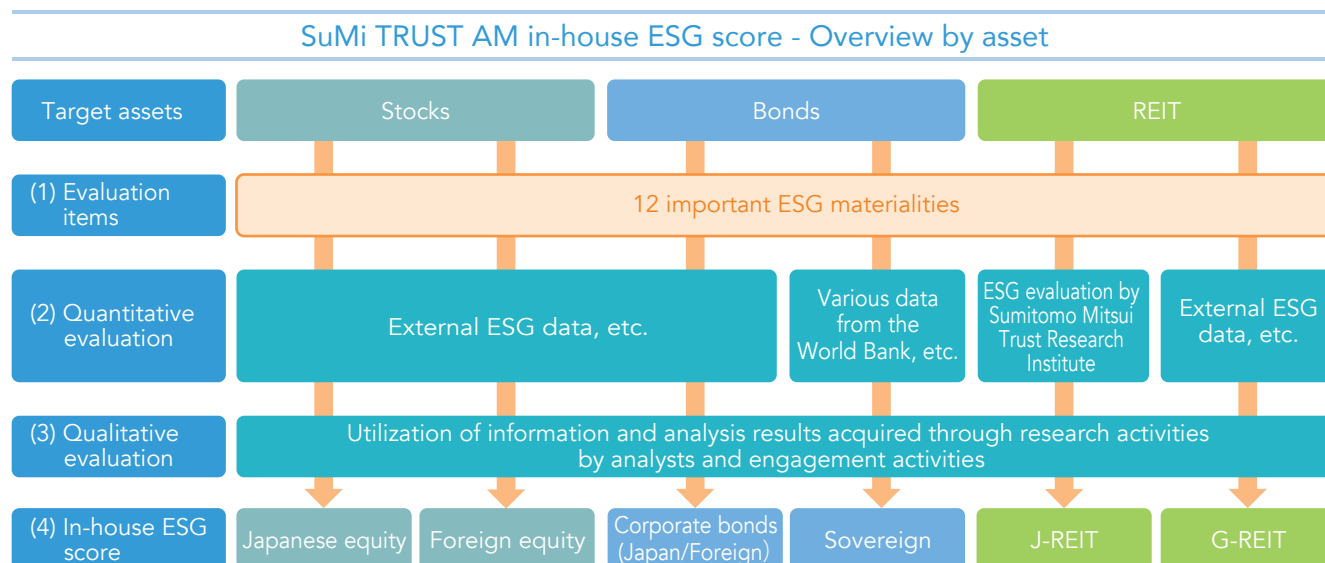 SuMi TRUST AM in-house ESG score - Overview by asset
Target assets
Stocks
Bonds
REIT
(1) Evaluation
items
12 important ESG materialities
(2) Quantitative
evaluation
External ESG data, etc.
Various data
from the
World Bank, etc.
ESG evaluation by
Sumitomo Mitsui
Trust Research
Institute
External ESG
data, etc.
(3) Qualitative
evaluation
Utilization of information and analysis results acquired through research activities
by analysts and engagement activities
(4) In-house ESG
score
Japanese equity
Foreign equity
Corporate bonds
(Japan/Foreign)
Sovereign
J-REIT
G-REIT